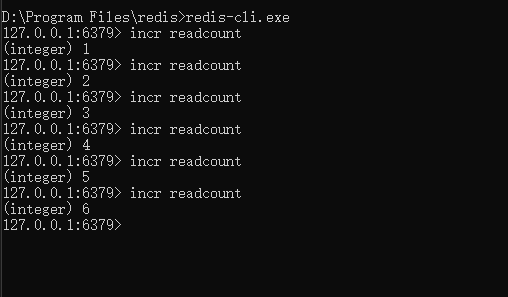 D:\Program Files\redis>redis-cli.exe
127.0.0.1:6379> incr readcount
(integer) 1
127.0.0.1:6379> incr readcount
(integer) 2
127.0.0.1:6379> incr readcount
(integer) 3
127.0.0.1:6379> incr readcount
(integer) 4
127.0.0.1:6379> incr readcount
(integer) 5
127.0.0.1:6379> incr readcount
(integer) 6
127.0.0.1:6379>